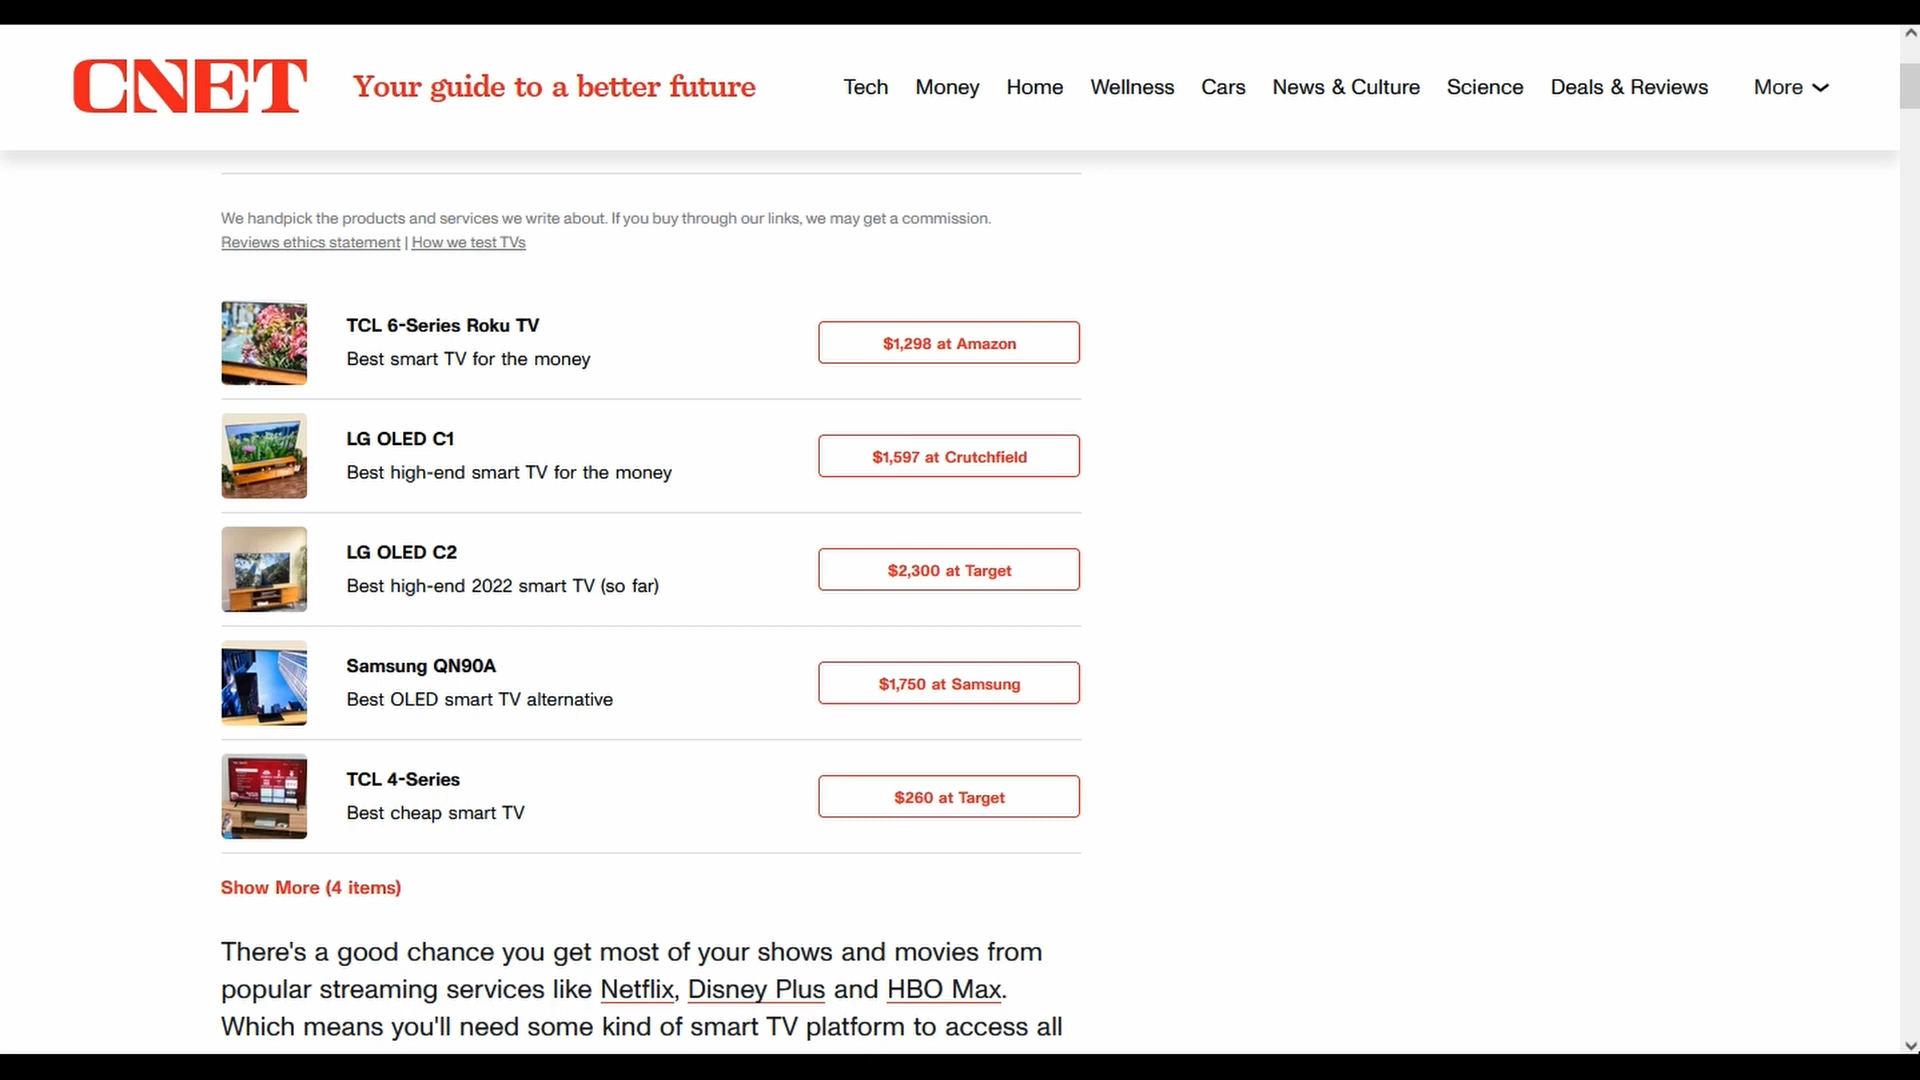 CNET Your guide to a better future Tech Money Home Wellness Cars News & Culture Science Deals & Reviews More
We handpick the products and services we write about. If you buy through our links, we may get a commission.
Reviews ethics statement | How we test TVs
TCL 6-Series Roku TV
Best smart TV for the money
$1,298 at Amazon
LG OLED C1
Best high-end smart TV for the money
$1,597 at Crutchfield
LG OLED C2
Best high-end 2022 smart TV (so far)
$2,300 at Target
Samsung QN90A
Best OLED smart TV alternative
$1,750 at Samsung
TCL 4-Series
Best cheap smart TV
$260 at Target
Show More (4 items)
There's a good chance you get most of your shows and movies from
popular streaming services like Netflix, Disney Plus and HBO Max.
Which means you'll need some kind of smart TV platform to access all